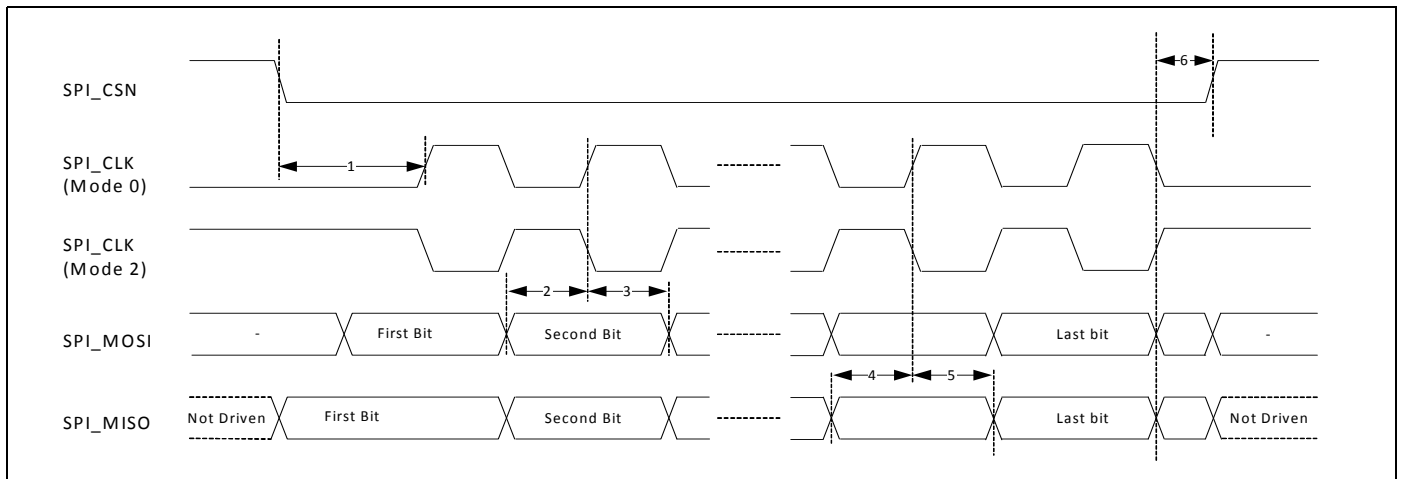 SPI_CSN
6
SPI_CLK
(Mode 0)
1
SPI_CLK
(Mode 2)
2
3
SPI_MOSI
-
First Bit
Second Bit
Last bit
-
4
5
SPI_MISO
Not Driven
First Bit
Second Bit
Last bit
Not Driven